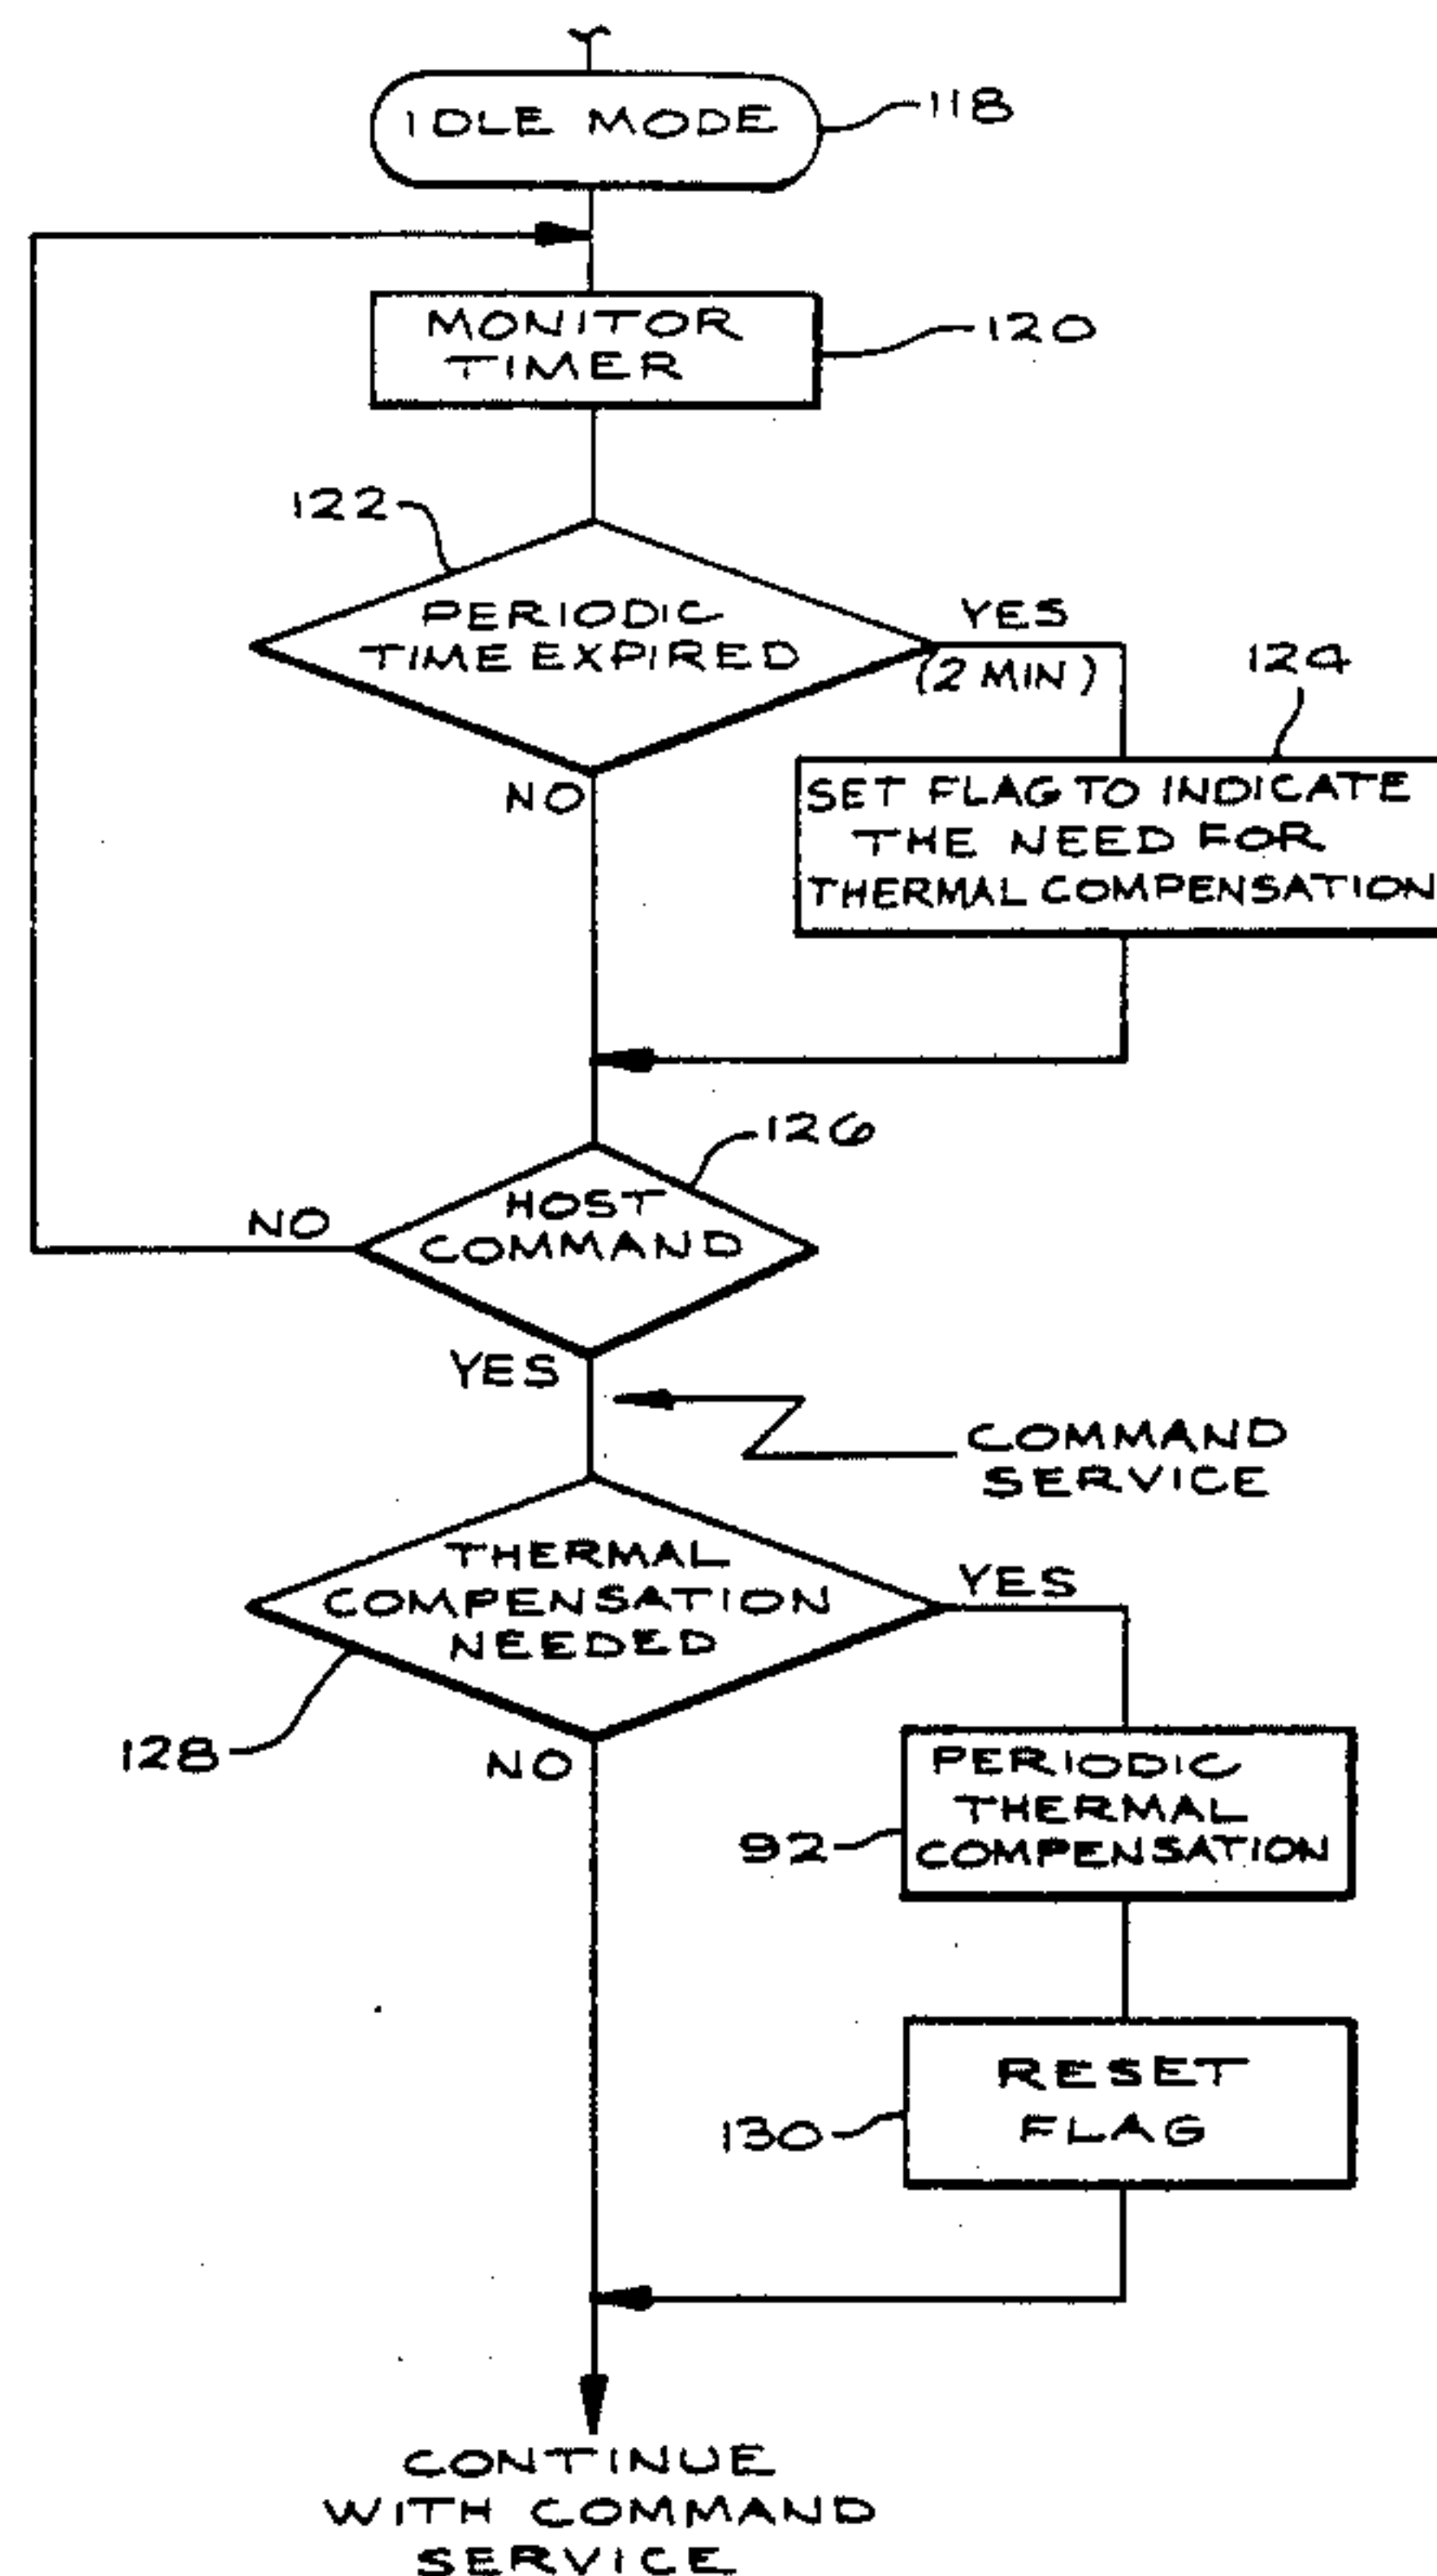 IDLE MODE
118
MONITOR
TIMER
120
122
PERIODIC
TIME EXPIRED
YES
(2 MIN)
124
NO
SET FLAG TO INDICATE
THE NEED FOR
THERMAL COMPENSATION
126
HOST
COMMAND
NO
YES
COMMAND
SERVICE
THERMAL
COMPENSATION
NEEDED
YES
128
NO
PERIODIC
THERMAL
COMPENSATION
92
RESET
FLAG
130
CONTINUE
WITH COMMAND
SERVICE